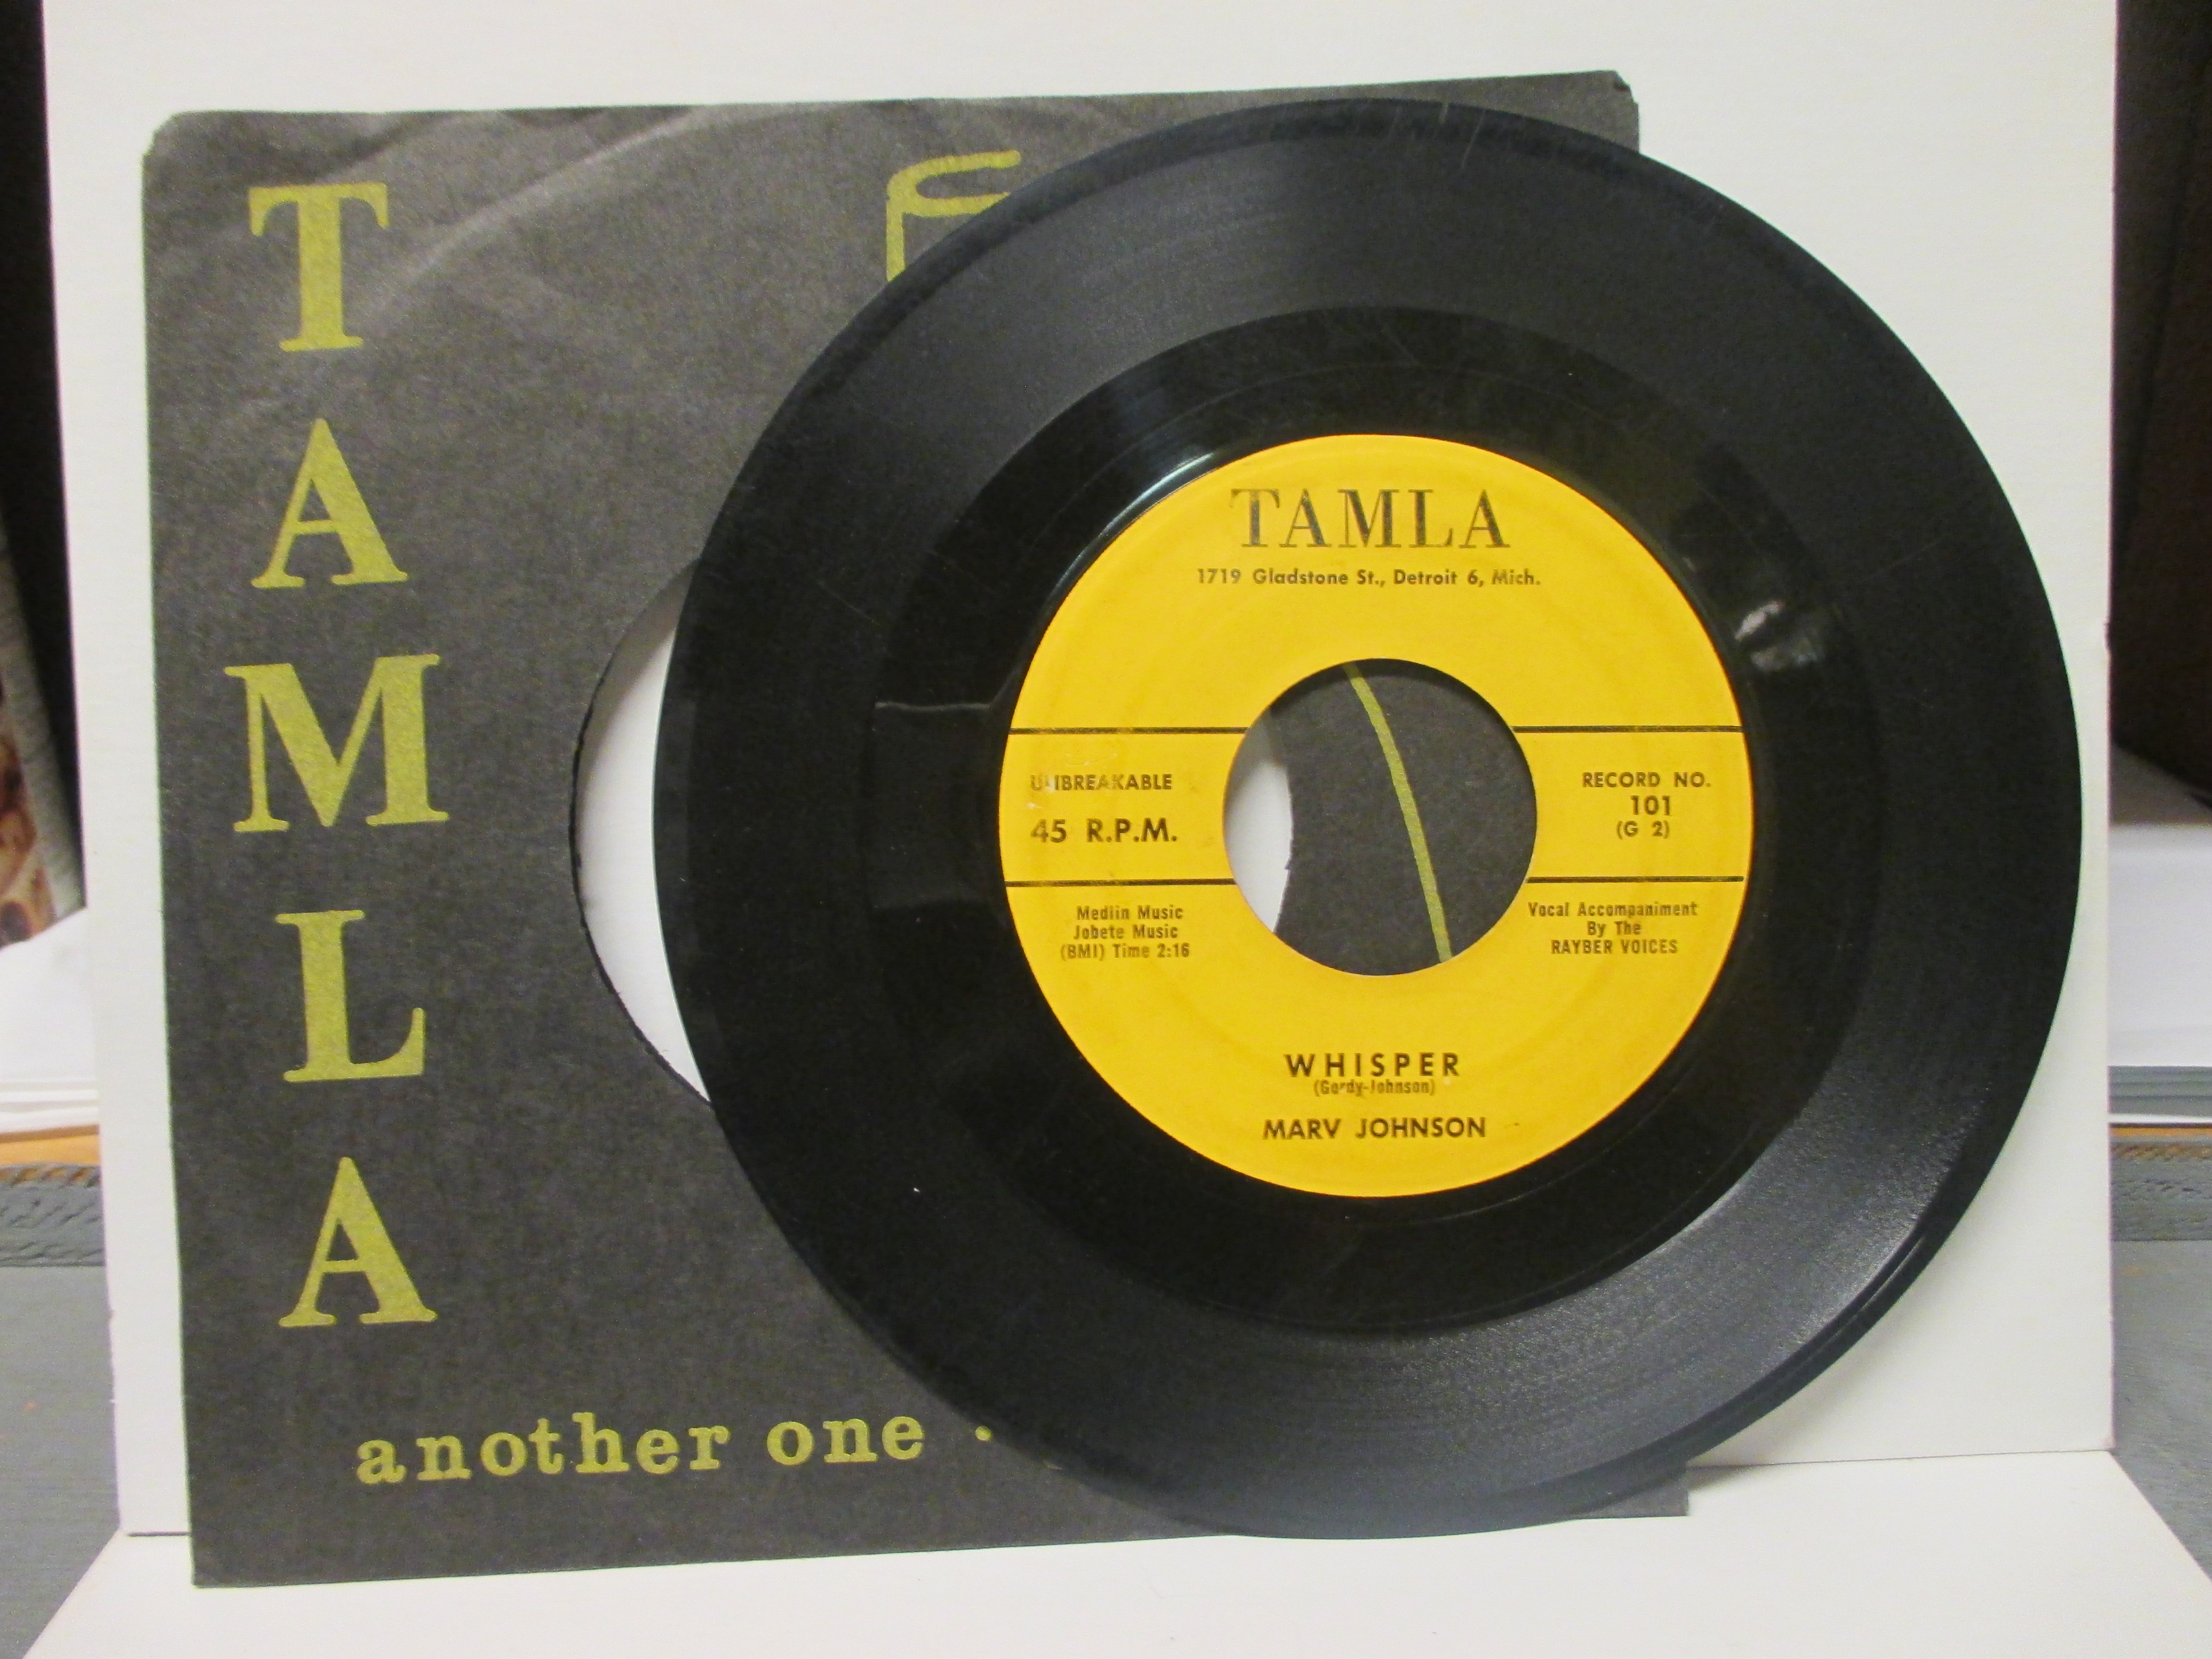 TAMLA
another one .
TAMLA
1719 Gladstone St., Detroit 6, Mich.
UNBREAKABLE
45 R.P.M.
RECORD NO.
101
(G 2)
Medlin Music
Jobete Music
(BMI) Time 2:16
Vocal Accompaniment
By The
RAYBER VOICES
WHISPER
(Gordy-Johnson)
MARV JOHNSON